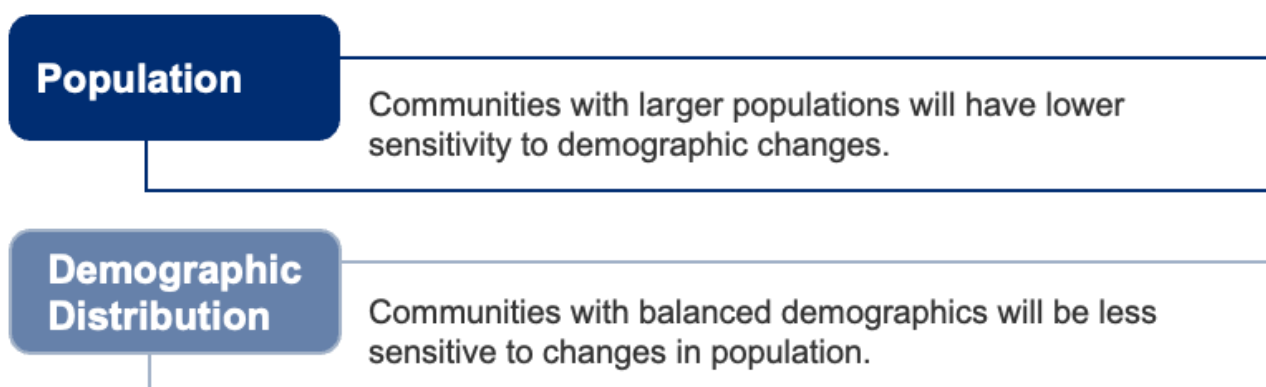 Population
Communities with larger populations will have lower
sensitivity to demographic changes.
Demographic
Distribution
Communities with balanced demographics will be less
sensitive to changes in population.